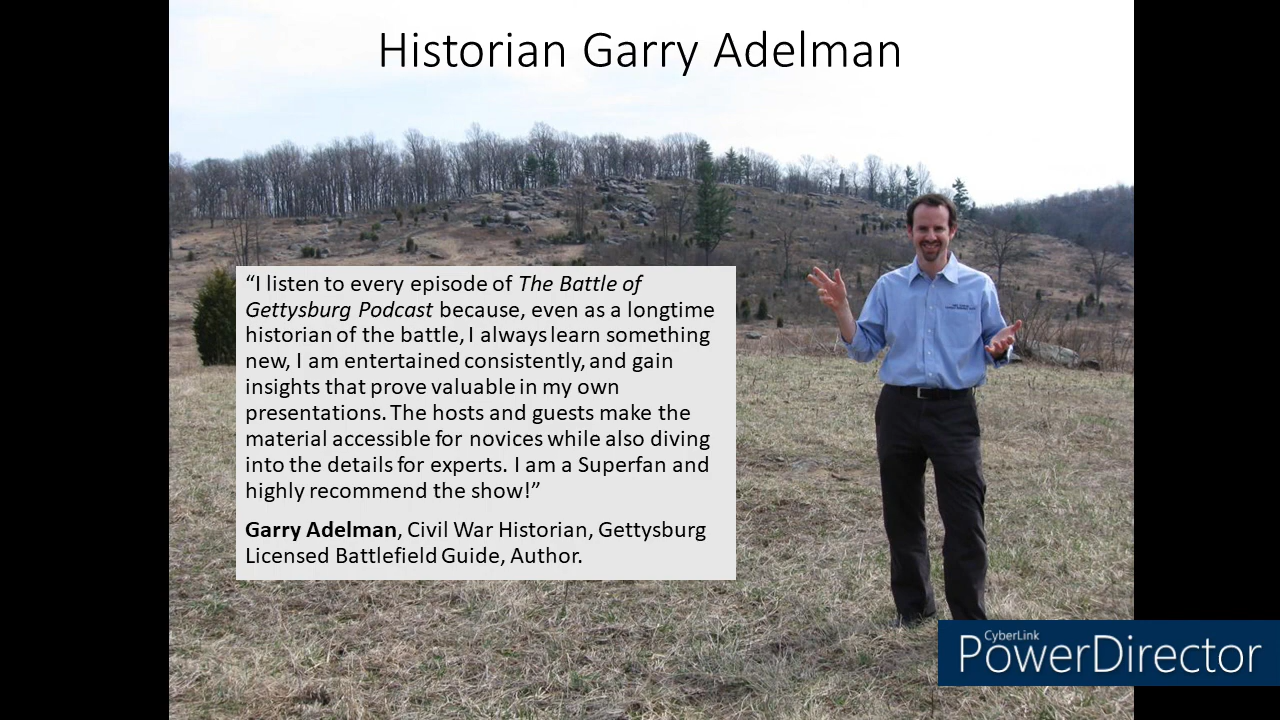 Historian Garry Adelman
“I listen to every episode of The Battle of
Gettysburg Podcast because, even as a longtime
historian of the battle, I always learn something
new, I am entertained consistently, and gain
insights that prove valuable in my own
presentations. The hosts and guests make the
material accessible for novices while also diving
into the details for experts. I am a Superfan and
highly recommend the show!”
Garry Adelman, Civil War Historian, Gettysburg
Licensed Battlefield Guide, Author.
CyberLink
PowerDirector